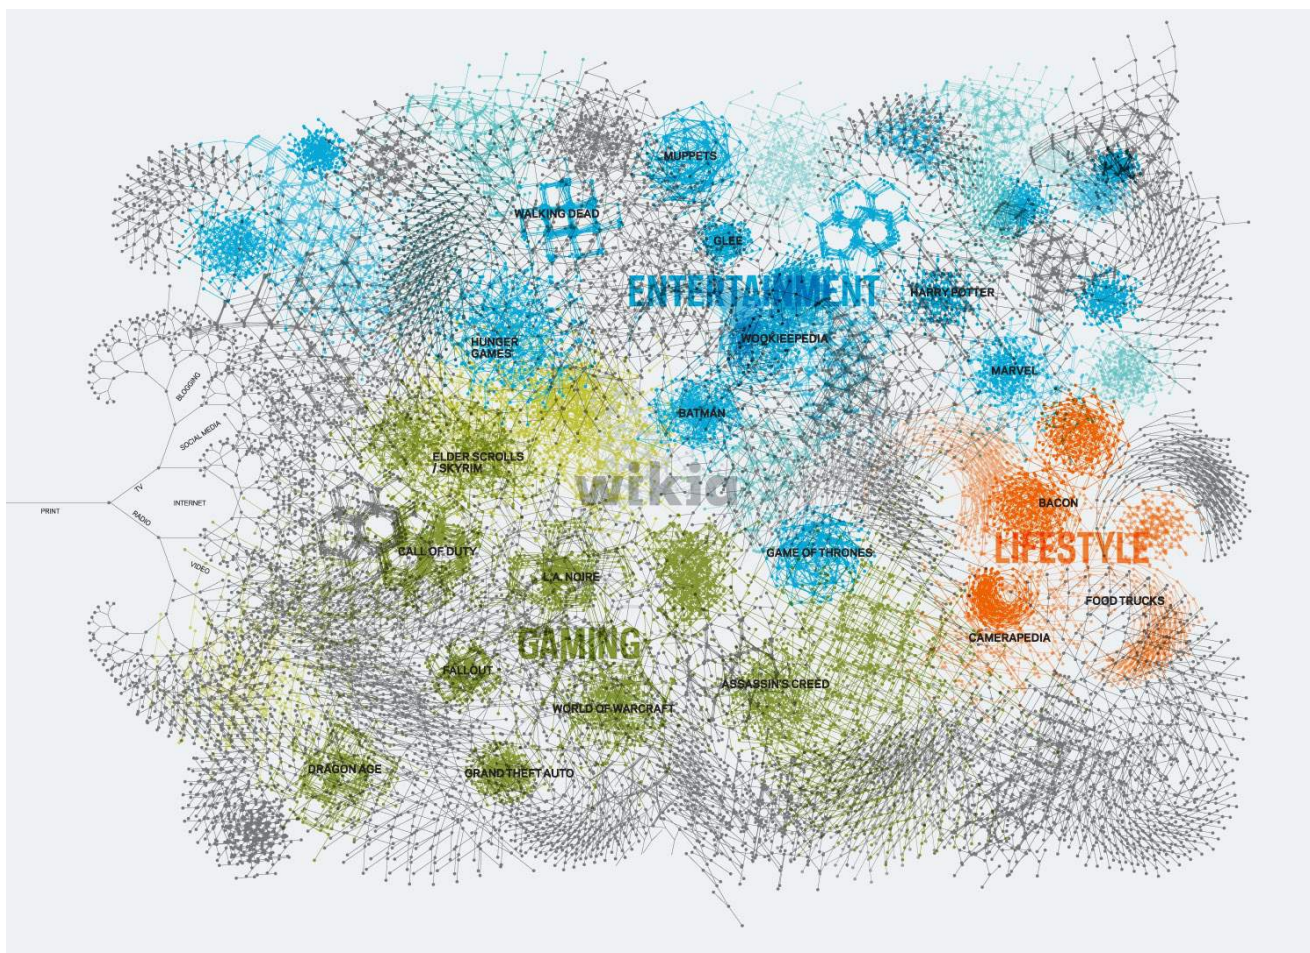 MUPPETS
WALKING DEAD
GLEE
ENTERTAINMENT
HARRY POTTER
WOOKIEEPEDIA
HUNGER
GAMES
MARVEL
BLOGGING
BATMAN
SOCIAL MEDIA
ELDER SCROLLS
/ SKYRIM
wikia
TV
INTERNET
BACON
PRINT
RADIO
CALL OF DUTY
GAME OF THRONES
LIFESTYLE
VIDEO
L.A. NOIRE
FOOD TRUCKS
CAMERAPEDIA
GAMING
FALLOUT
ASSASSIN'S CREED
WORLD OF WARCRAFT
DRAGON AGE
GRAND THEFT AUTO